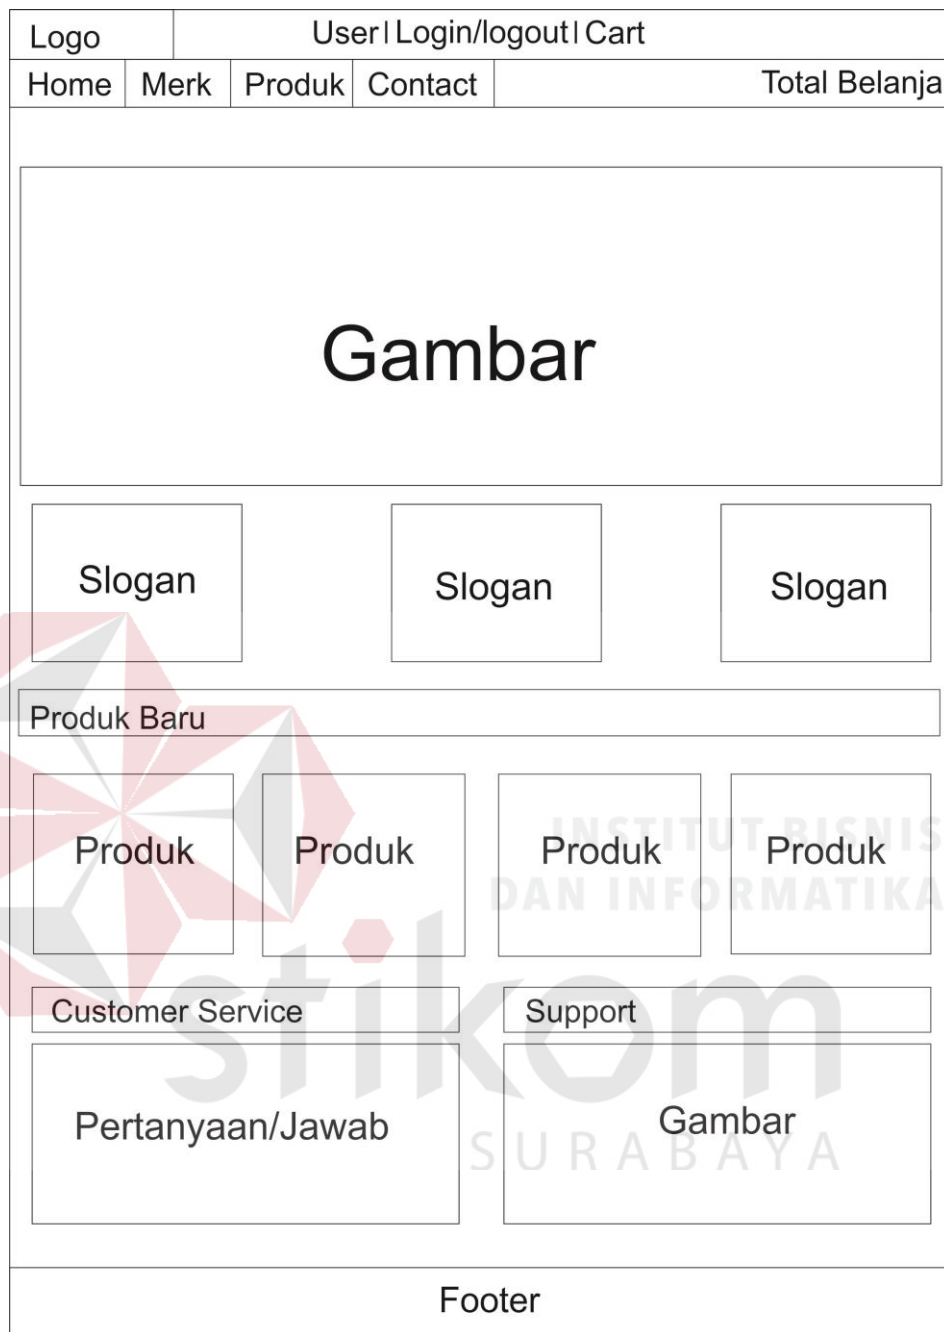 Logo User | Login/logout | Cart
Home Merk Produk Contact Total Belanja
Gambar
Slogan Slogan Slogan
Produk Baru
Produk Produk Produk Produk
INSTITUT BISNIS
DAN INFORMATIKA
stikom
SURABAYA
Customer Service Support
Pertanyaan/Jawab Gambar
Footer